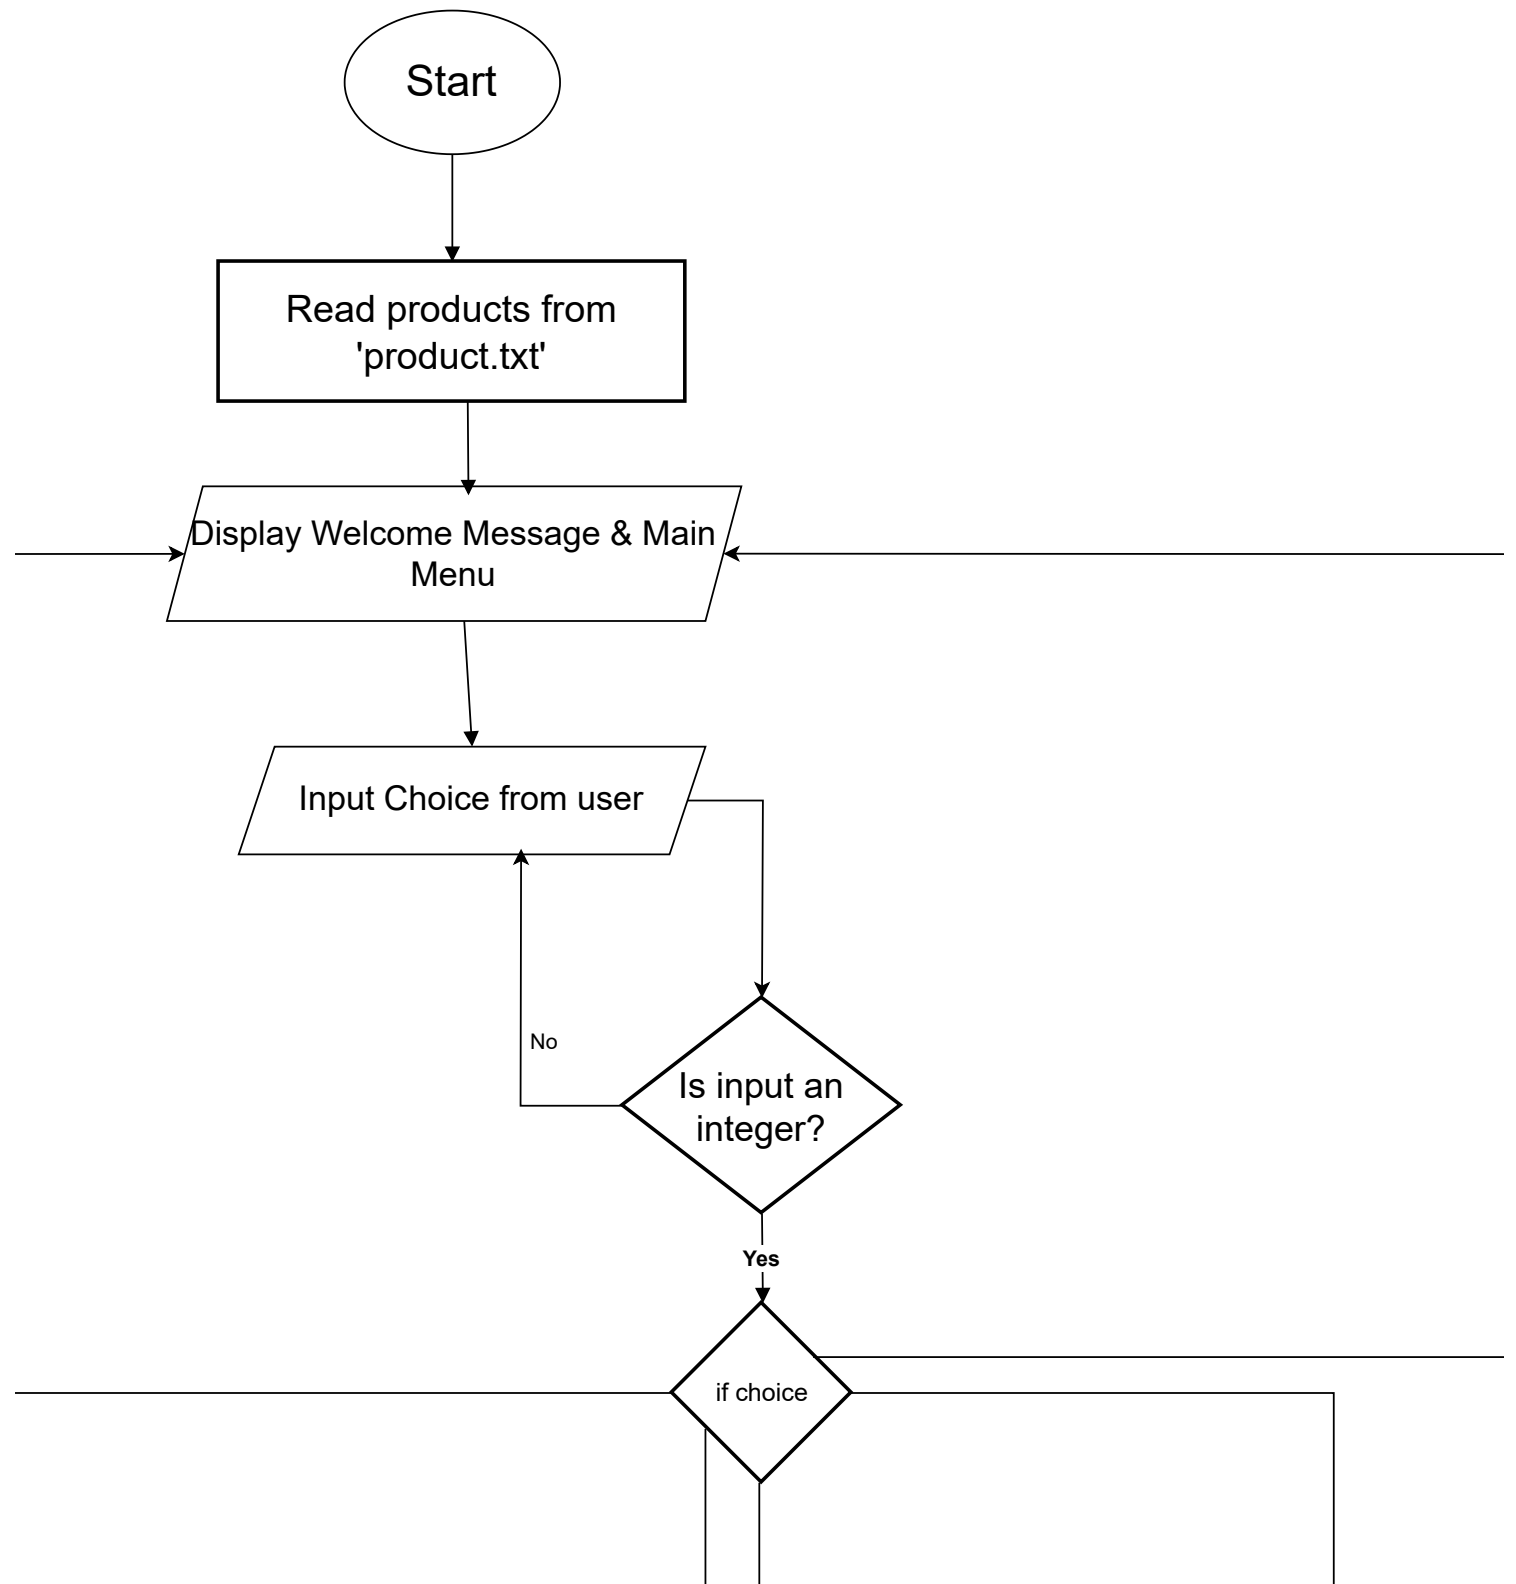 Start
Read products from
'product.txt'
Display Welcome Message & Main
Menu
Input Choice from user
No
Is input an
integer?
Yes
if choice